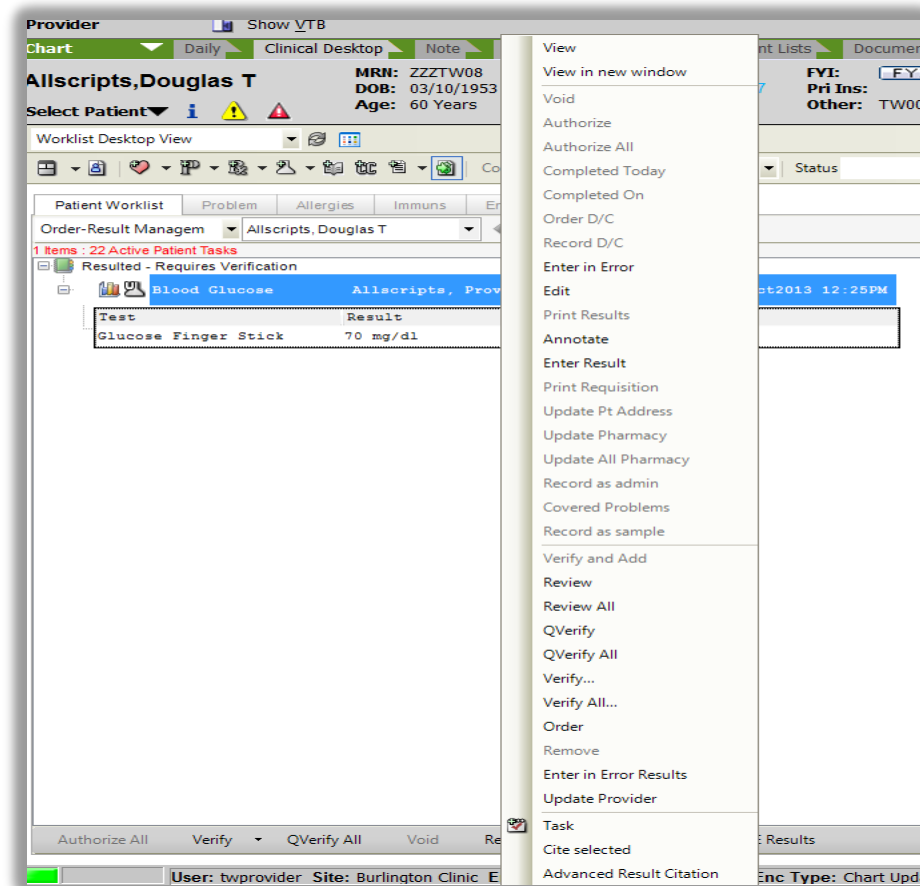 Provider Show VTB
Chart Daily Clinical Desktop Note nt Lists Documen
Allscripts,Douglas T
MRN: ZZZTW08
DOB: 03/10/1953
Age: 60 Years
7
FYI: FY
Pri Ins:
Other: TW00
Select Patient
Worklist Desktop View
Co
Status
Patient Worklist Problem Allergies Immuns En
Order-Result Managem Allscripts, Douglas T
1 Items : 22 Active Patient Tasks
Resulted - Requires Verification
Blood Glucose Allscripts, Prov ct2013 12:25PM
Test Result
Glucose Finger Stick 70 mg/dl
View
View in new window
Void
Authorize
Authorize All
Completed Today
Completed On
Order D/C
Record D/C
Enter in Error
Edit
Print Results
Annotate
Enter Result
Print Requisition
Update Pt Address
Update Pharmacy
Update All Pharmacy
Record as admin
Covered Problems
Record as sample
Verify and Add
Review
Review All
QVerify
QVerify All
Verify...
Verify All...
Order
Remove
Enter in Error Results
Update Provider
Task
Cite selected
Advanced Result Citation
Authorize All Verify QVerify All Void Re E Results
User: twprovider Site: Burlington Clinic E Enc Type: Chart Upd